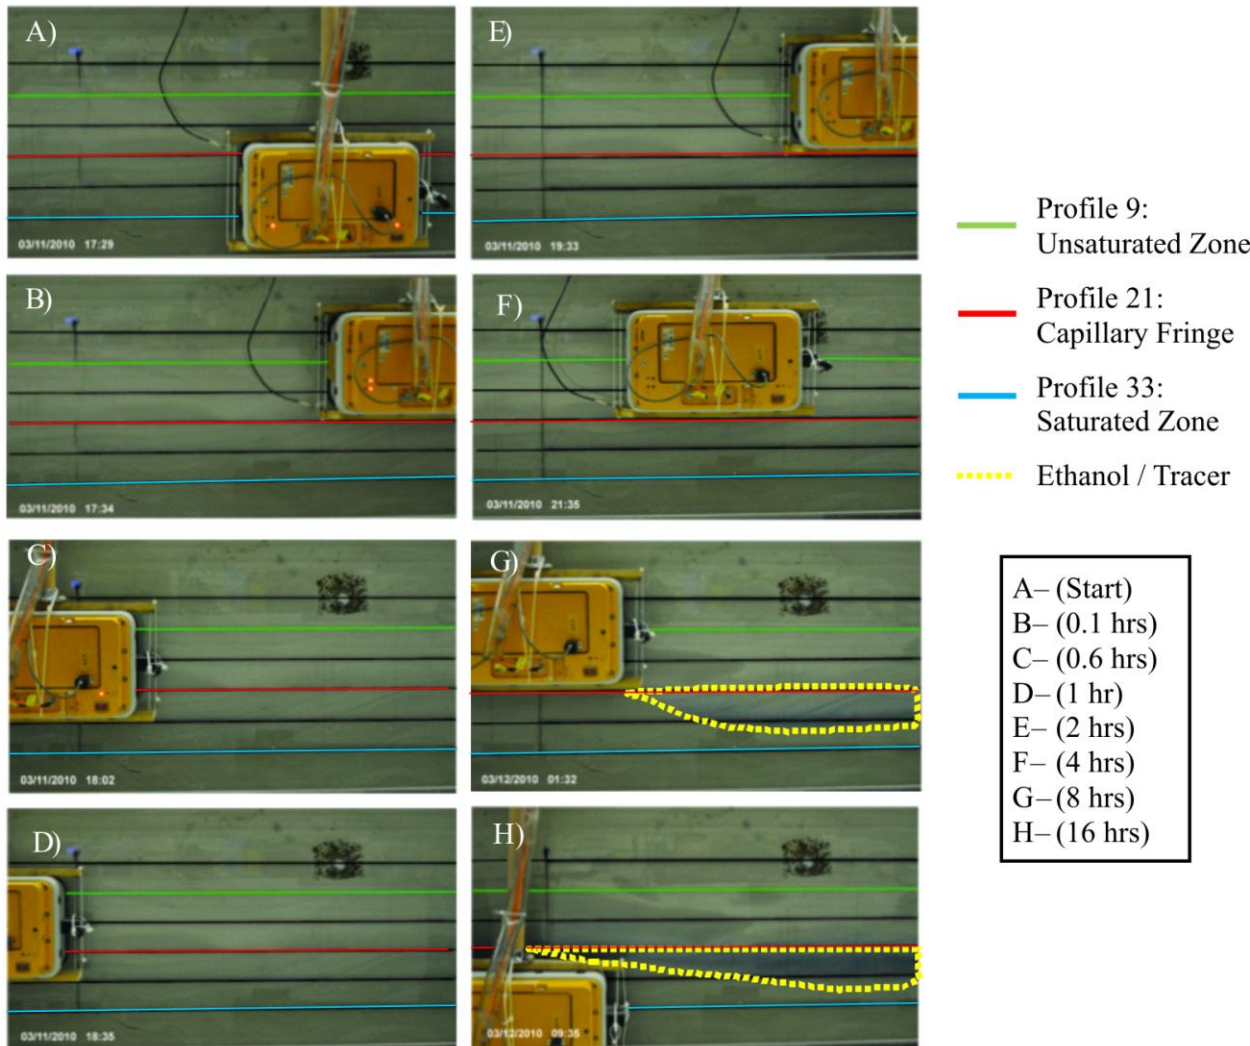 A)
03/11/2010 17:29
B)
03/11/2010 17:34
C)
03/11/2010 18:02
D)
03/11/2010 18:35
E)
03/11/2010 19:33
F)
03/11/2010 21:35
G)
03/12/2010 01:32
H)
03/12/2010 09:35
Profile 9:
Unsaturated Zone
Profile 21:
Capillary Fringe
Profile 33:
Saturated Zone
Ethanol / Tracer
A– (Start)
B– (0.1 hrs)
C– (0.6 hrs)
D– (1 hr)
E– (2 hrs)
F– (4 hrs)
G– (8 hrs)
H– (16 hrs)